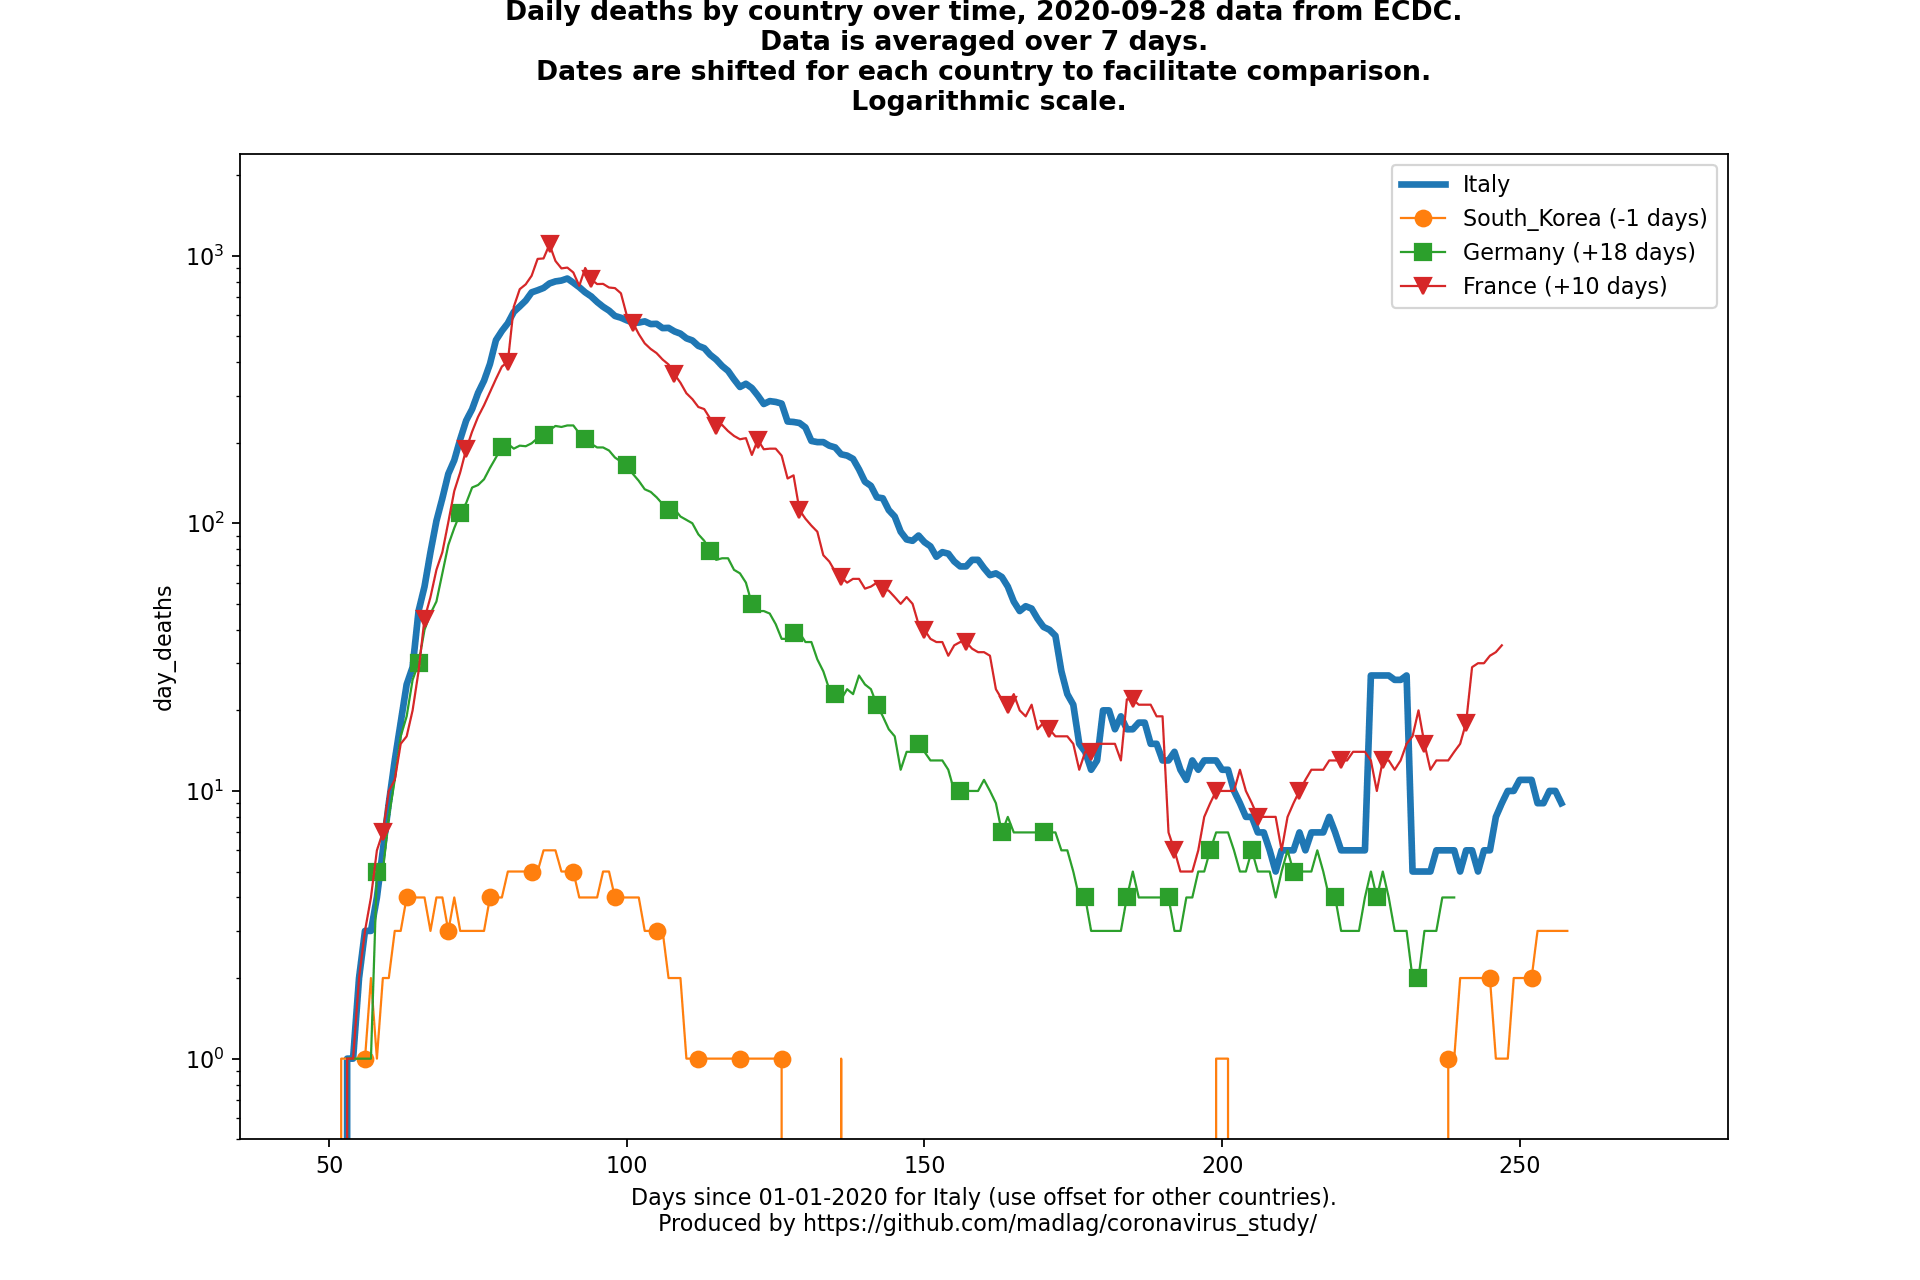 Daily deaths by country over time, 2020-09-28 data from ECDC.
Data is averaged over 7 days.
Dates are shifted for each country to facilitate comparison.
Logarithmic scale.
Italy
South_Korea (-1 days)
Germany (+18 days)
France (+10 days)
10³
10²
10¹
10⁰
day_deaths
50 100 150 200 250
Days since 01-01-2020 for Italy (use offset for other countries).
Produced by https://github.com/madlag/coronavirus_study/